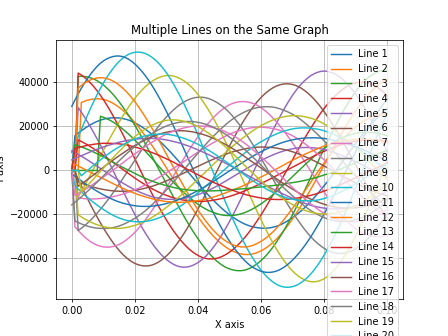 Multiple Lines on the Same Graph
40000
20000
0
−20000
−40000
0.00
0.02
0.04
0.06
0.08
X axis
axis
Line 1
Line 2
Line 3
Line 4
Line 5
Line 6
Line 7
Line 8
Line 9
Line 10
Line 11
Line 12
Line 13
Line 14
Line 15
Line 16
Line 17
Line 18
Line 19
Line 20